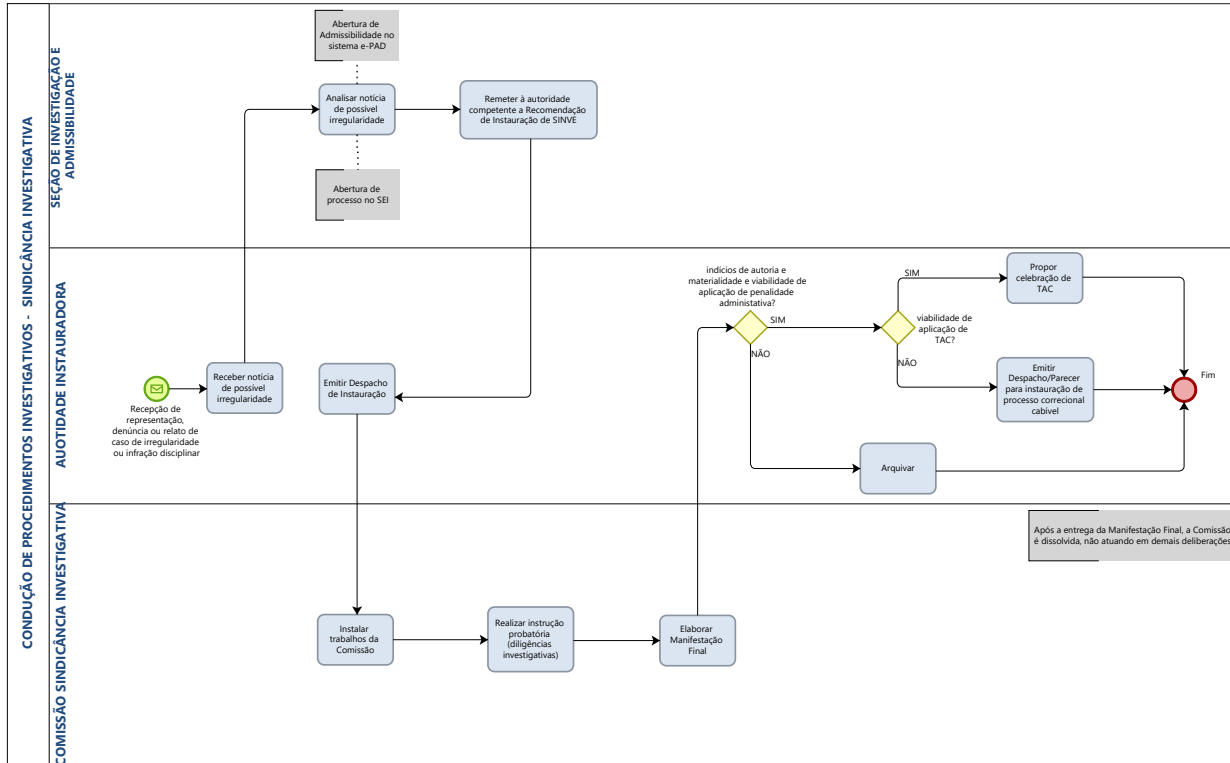 CONDUÇÃO DE PROCEDIMENTOS INVESTIGATIVOS - SINDICÂNCIA INVESTIGATIVA
SEÇÃO DE INVESTIGAÇÃO E
ADMISSIBILIDADE
Abertura de
Admissibilidade no
sistema e-PAD
Analisar notícia
de possível
irregularidade
Remeter à autoridade
competente a Recomendação
de Instauração de SINVE
Abertura de
processo no SEI
AUOTIDADE INSTAURADORA
Recepção de
representação,
denúncia ou relato de
caso de irregularidade
ou infração disciplinar
Receber notícia
de possível
irregularidade
Emitir Despacho
de Instauração
indícios de autoria e
materialidade e viabilidade de
aplicação de penalidade
administativa?
SIM
NÃO
viabilidade de
aplicação de
TAC?
SIM
NÃO
Propor
celebração de
TAC
Emitir
Despacho/Parecer
para instauração de
processo correcional
cabível
Arquivar
Fim
COMISSÃO SINDICÂNCIA INVESTIGATIVA
Após a entrega da Manifestação Final, a Comissão
é dissolvida, não atuando em demais deliberações
Instalar
trabalhos da
Comissão
Realizar instrução
probatória
(diligências
investigativas)
Elaborar
Manifestação
Final